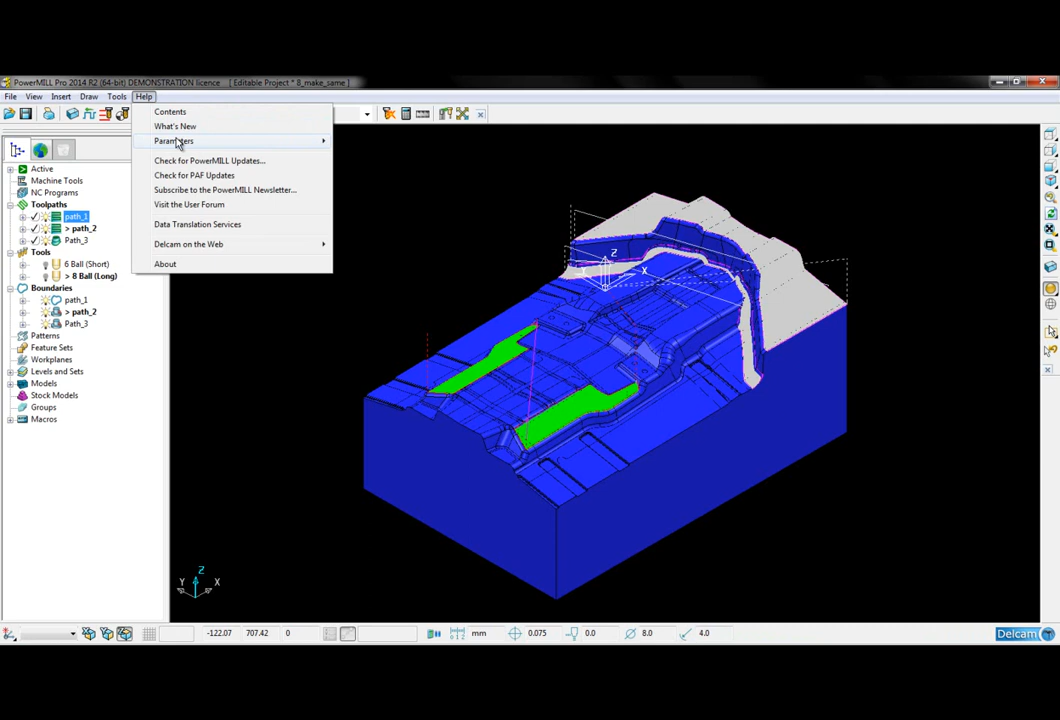 PowerMILL Pro 2014 R2 (64-bit) DEMONSTRATION licence [ Editable Project * 8_make_same ]
File View Insert Draw Tools Help
Contents
What's New
Parameters
Check for PowerMILL Updates...
Check for PAF Updates
Subscribe to the PowerMILL Newsletter...
Visit the User Forum
Data Translation Services
Delcam on the Web
About
Active
Machine Tools
NC Programs
Toolpaths
path_1
> path_2
Path_3
Tools
6 Ball (Short)
> 8 Ball (Long)
Boundaries
path_1
> path_2
Path_3
Patterns
Feature Sets
Workplanes
Levels and Sets
Models
Stock Models
Groups
Macros
Z
X
Z
Y X
-122.07 707.42 0 mm 0.075 0.0 8.0 4.0 Delcam